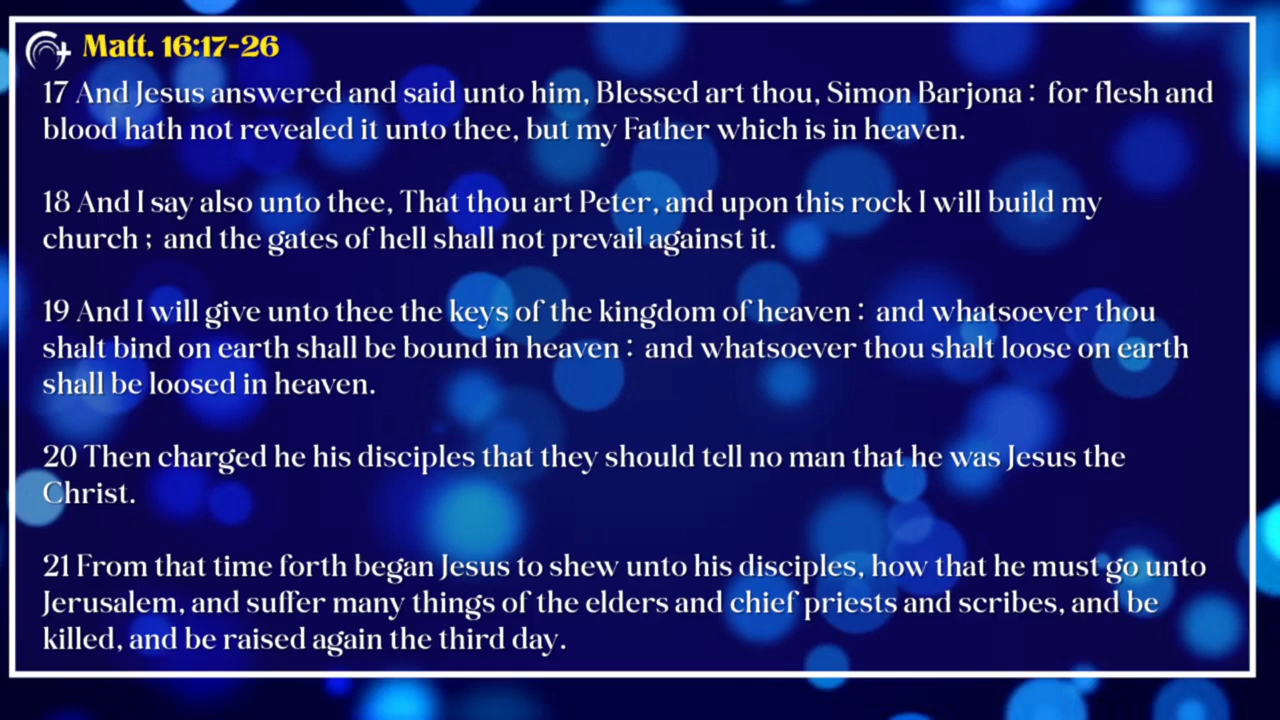 Matt. 16:17-26
17 And Jesus answered and said unto him, Blessed art thou, Simon Barjona : for flesh and
blood hath not revealed it unto thee, but my Father which is in heaven.
18 And I say also unto thee, That thou art Peter, and upon this rock I will build my
church ; and the gates of hell shall not prevail against it.
19 And I will give unto thee the keys of the kingdom of heaven : and whatsoever thou
shalt bind on earth shall be bound in heaven : and whatsoever thou shalt loose on earth
shall be loosed in heaven.
20 Then charged he his disciples that they should tell no man that he was Jesus the
Christ.
21 From that time forth began Jesus to shew unto his disciples, how that he must go unto
Jerusalem, and suffer many things of the elders and chief priests and scribes, and be
killed, and be raised again the third day.